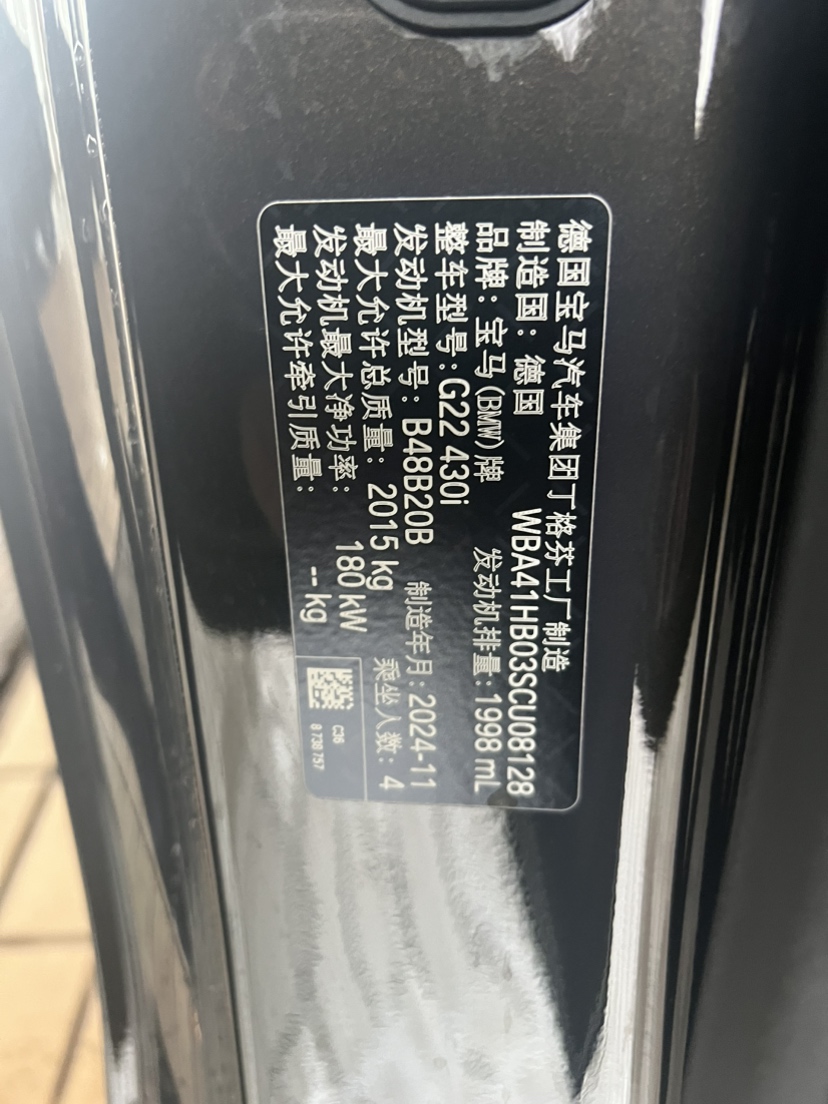 德国宝马汽车集团丁格芬工厂制造
制造国：德国 WBA41HB03SCU08128
品牌：宝马(BMW)牌 发动机排量：1998 mL
整车型号：G22 430i
发动机型号：B48B20B 制造年月：2024-11
最大允许总质量：2015 kg 乘坐人数：4
发动机最大净功率：180 kW
最大允许牵引质量：-- kg
C36
8 738 757